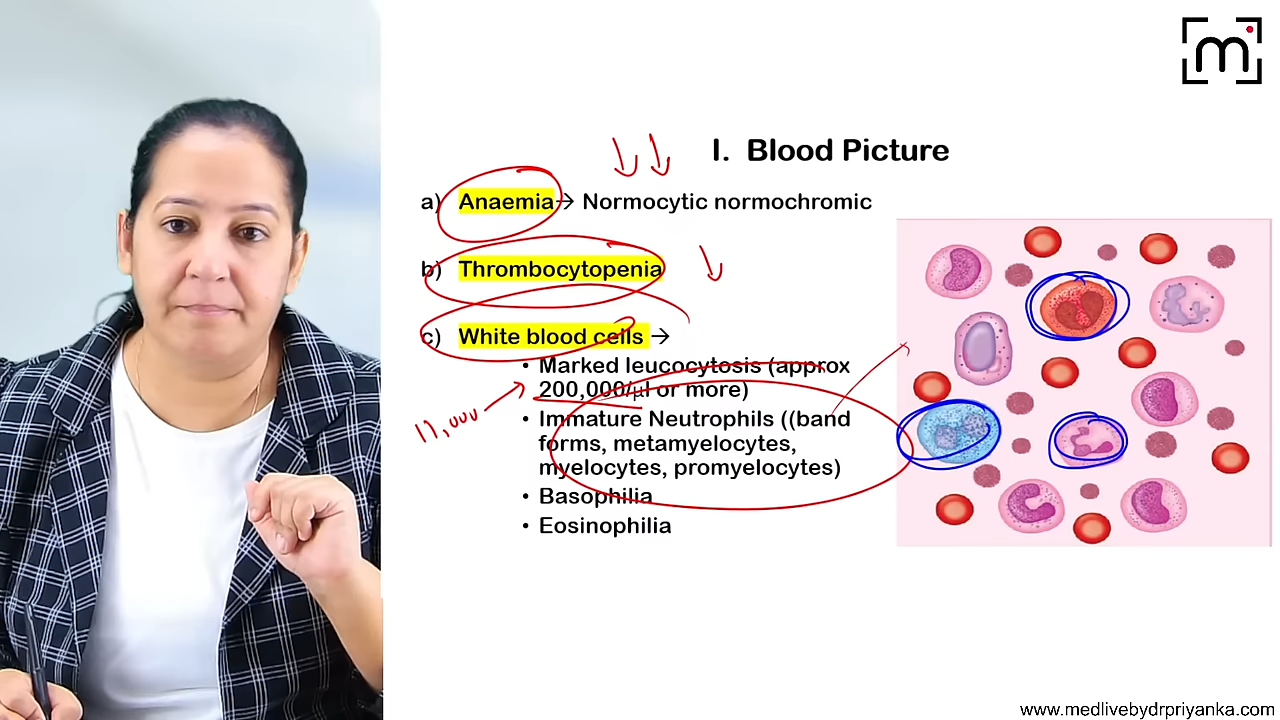 m
I. Blood Picture
a) Anaemia→ Normocytic normochromic
b) Thrombocytopenia
c) White blood cells →
• Marked leucocytosis (approx
200,000/μl or more)
11,000
• Immature Neutrophils ((band
forms, metamyelocytes,
myelocytes, promyelocytes)
• Basophilia
• Eosinophilia
www.medlivebydrpriyanka.com